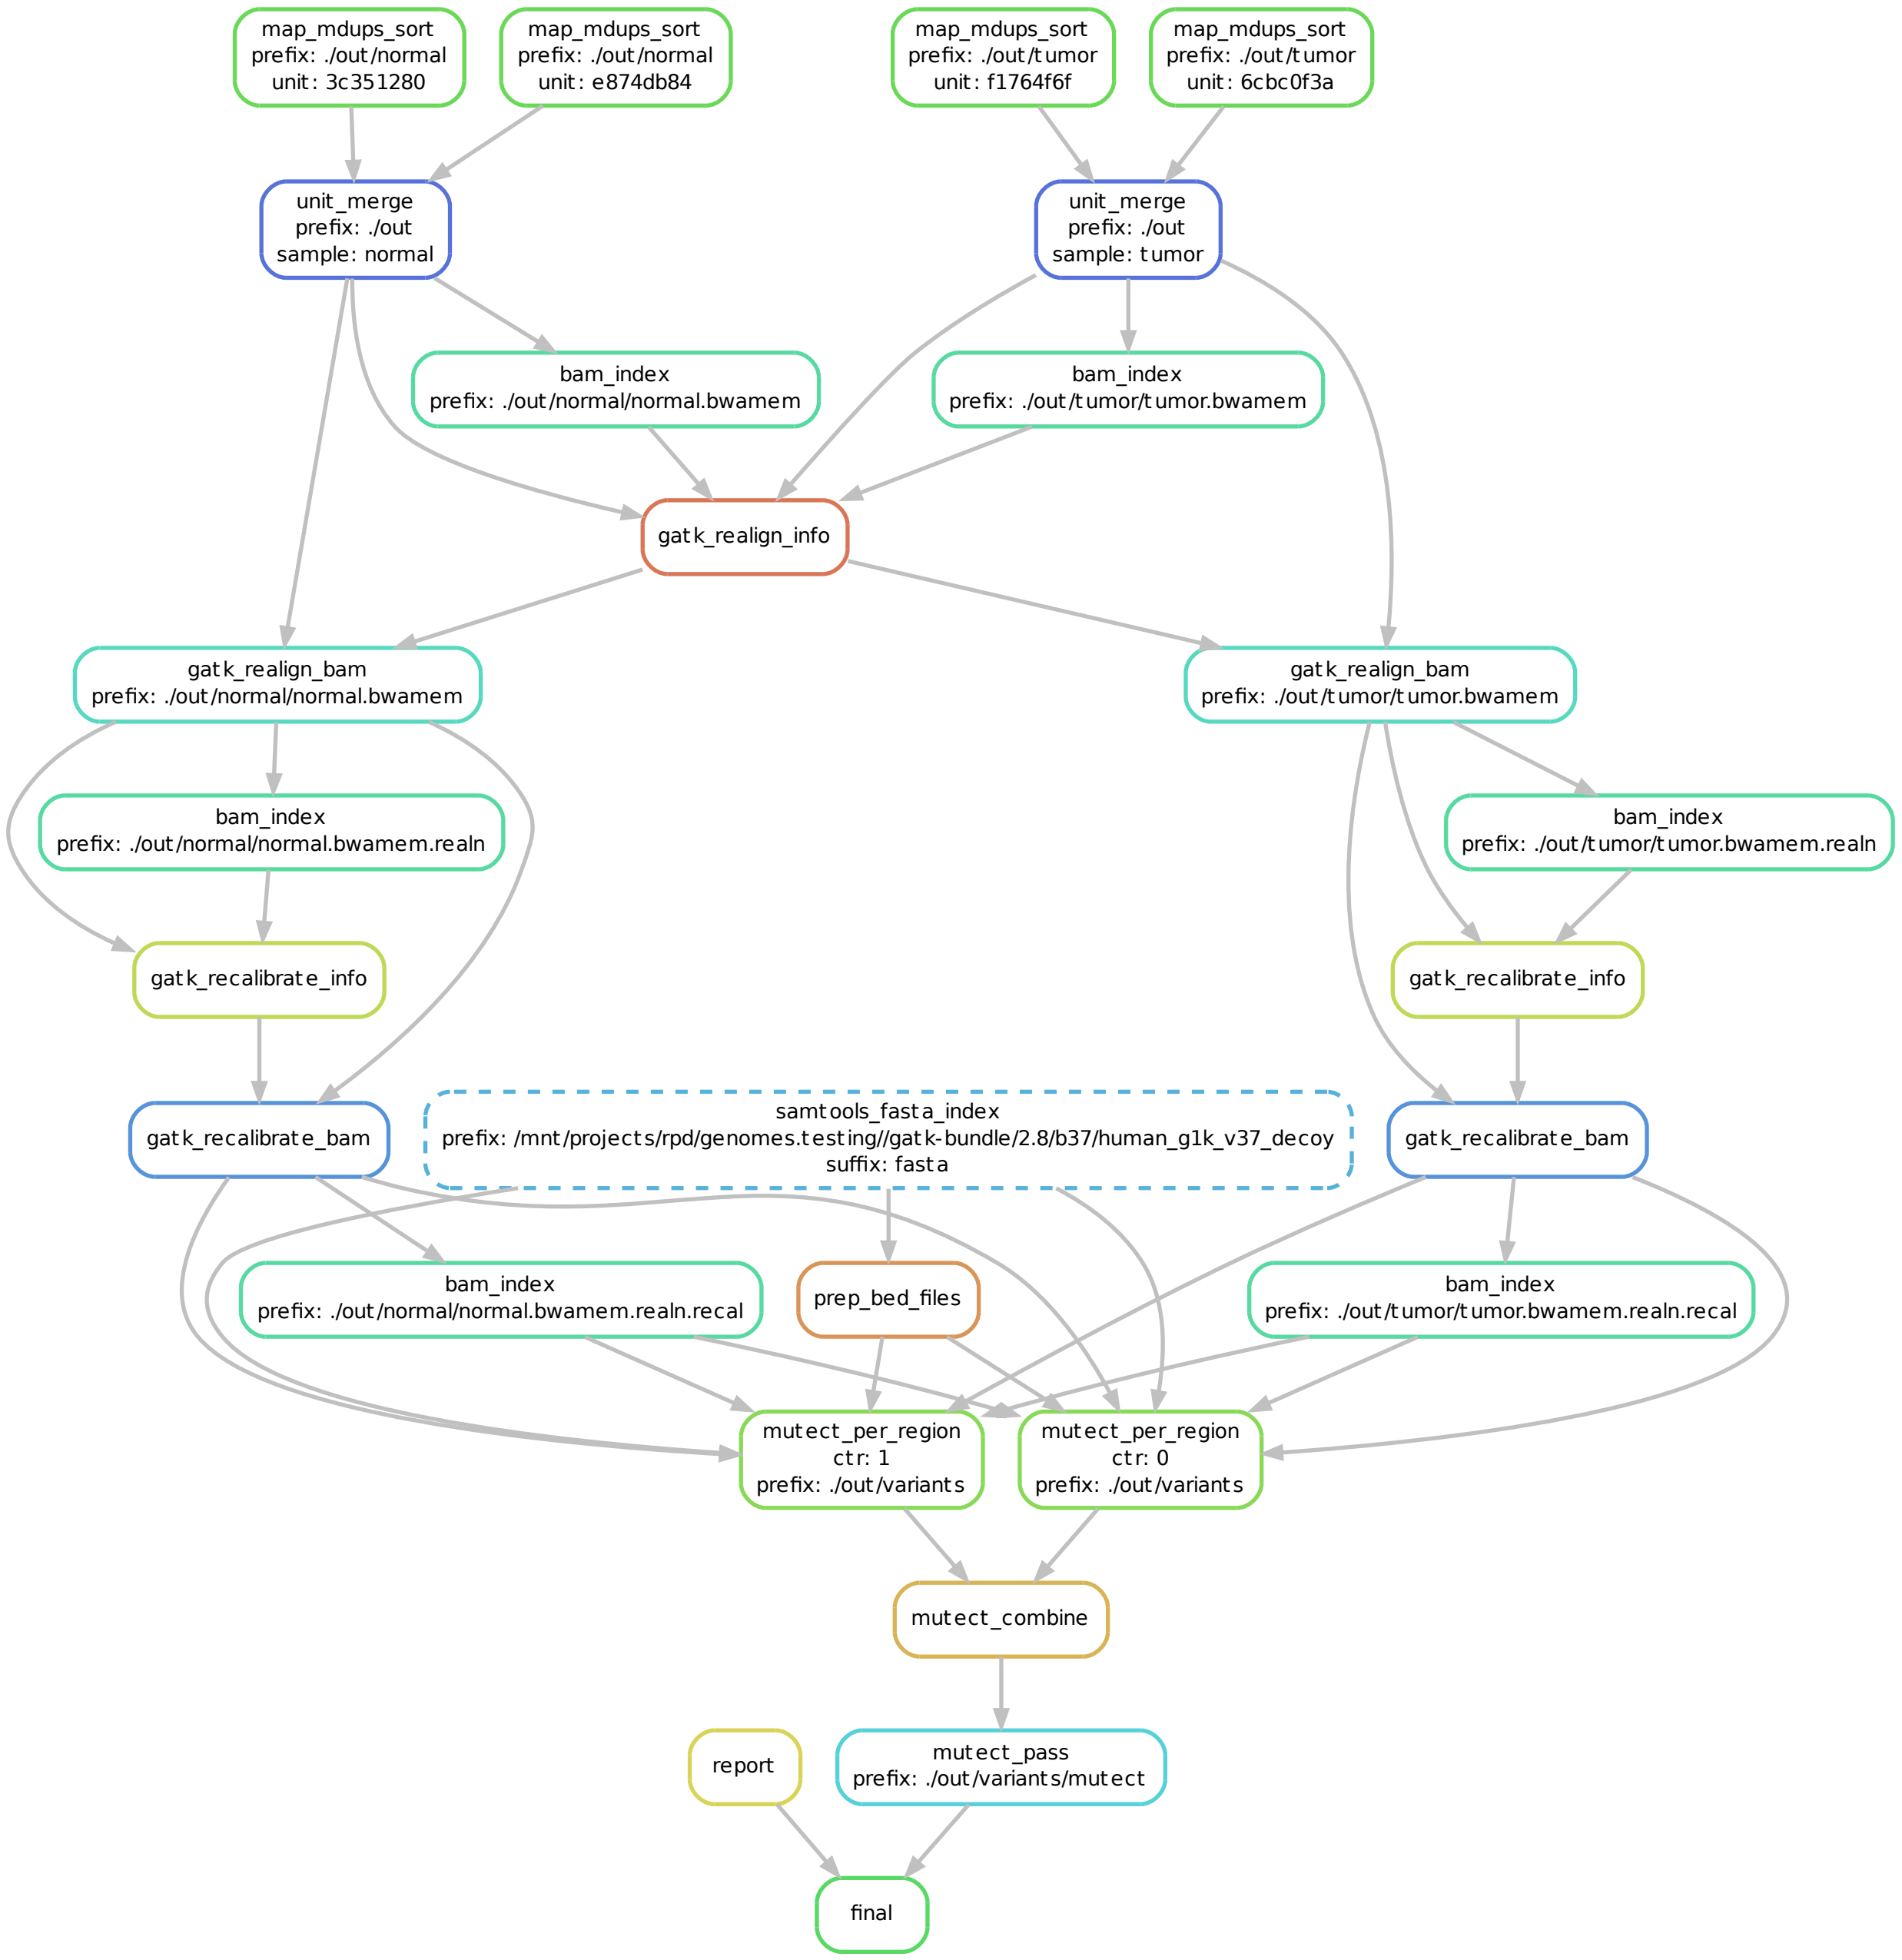 map_mdups_sort
prefix: ./out/normal
unit: 3c351280
map_mdups_sort
prefix: ./out/normal
unit: e874db84
map_mdups_sort
prefix: ./out/tumor
unit: f1764f6f
map_mdups_sort
prefix: ./out/tumor
unit: 6cbc0f3a
unit_merge
prefix: ./out
sample: normal
unit_merge
prefix: ./out
sample: tumor
bam_index
prefix: ./out/normal/normal.bwamem
bam_index
prefix: ./out/tumor/tumor.bwamem
gatk_realign_info
gatk_realign_bam
prefix: ./out/normal/normal.bwamem
gatk_realign_bam
prefix: ./out/tumor/tumor.bwamem
bam_index
prefix: ./out/normal/normal.bwamem.realn
bam_index
prefix: ./out/tumor/tumor.bwamem.realn
gatk_recalibrate_info
gatk_recalibrate_info
gatk_recalibrate_bam
samtools_fasta_index
prefix: /mnt/projects/rpd/genomes.testing//gatk-bundle/2.8/b37/human_g1k_v37_decoy
suffix: fasta
gatk_recalibrate_bam
bam_index
prefix: ./out/normal/normal.bwamem.realn.recal
prep_bed_files
bam_index
prefix: ./out/tumor/tumor.bwamem.realn.recal
mutect_per_region
ctr: 1
prefix: ./out/variants
mutect_per_region
ctr: 0
prefix: ./out/variants
mutect_combine
report
mutect_pass
prefix: ./out/variants/mutect
final